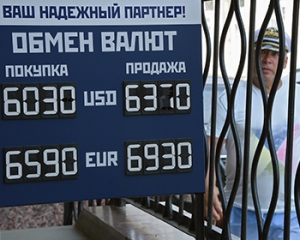 ВАШ НАДЕЖНЫЙ ПАРТНЕР!
ОБМЕН ВАЛЮТ
ПОКУПКА ПРОДАЖА
6030 USD 6370
6590 EUR 6930